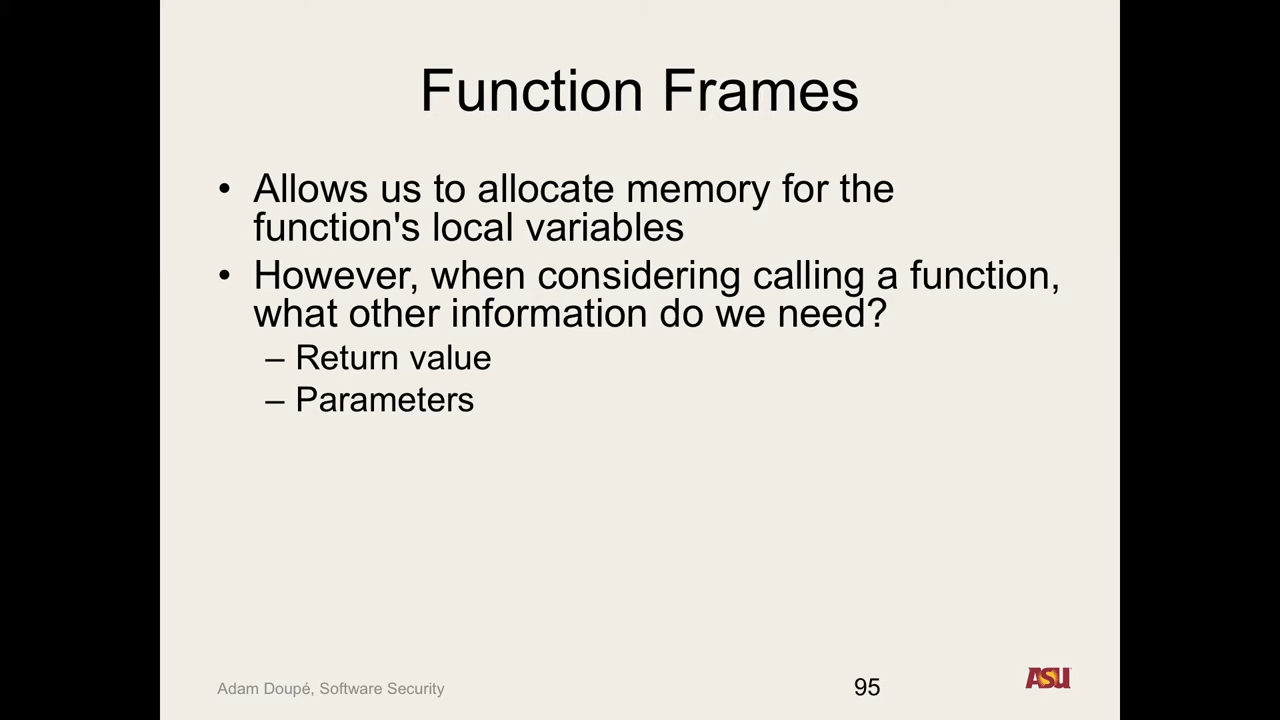 Function Frames
• Allows us to allocate memory for the
function's local variables
• However, when considering calling a function,
what other information do we need?
– Return value
– Parameters
Adam Doupé, Software Security
95
ASU